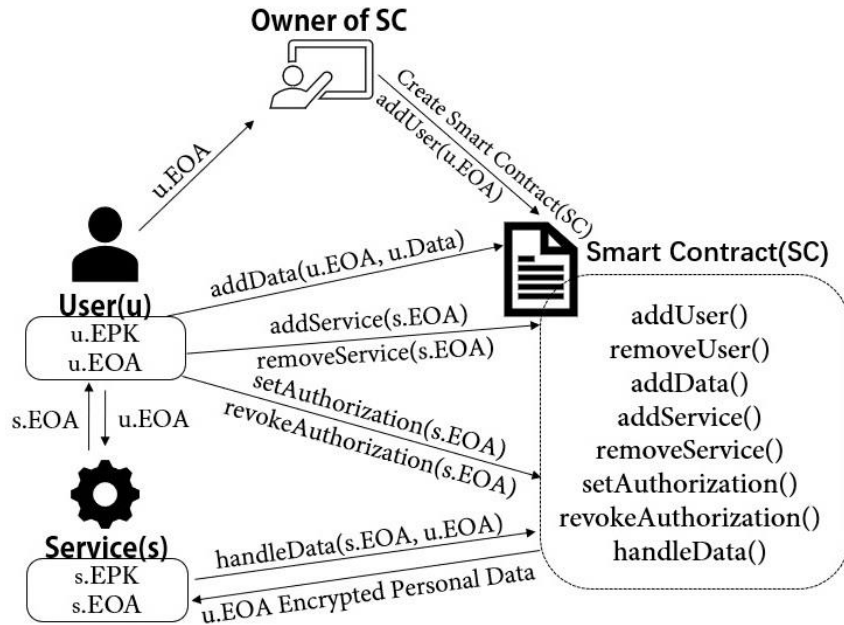 Owner of SC
u.EOA
Create Smart Contract(SC)
addUser(u.EOA)
Smart Contract(SC)
User(u)
u.EPK
u.EOA
addData(u.EOA, u.Data)
addService(s.EOA)
removeService(s.EOA)
setAuthorization(s.EOA)
revokeAuthorization(s.EOA)
addUser()
removeUser()
addData()
addService()
removeService()
setAuthorization()
revokeAuthorization()
handleData()
s.EOA
u.EOA
Service(s)
s.EPK
s.EOA
handleData(s.EOA, u.EOA)
u.EOA Encrypted Personal Data